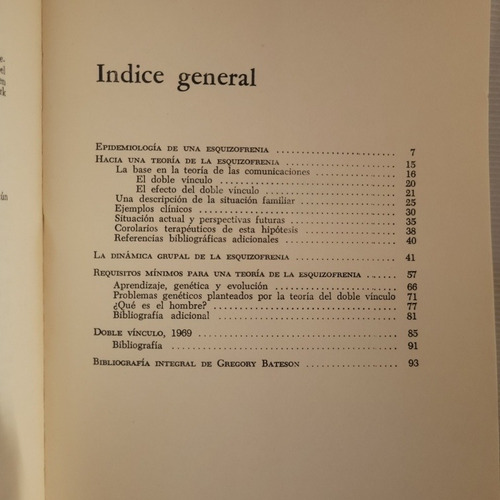 e.
el
rk
ún
Indice general
Epidemiología de una esquizofrenia 7
Hacia una teoría de la esquizofrenia 15
La base en la teoría de las comunicaciones 16
El doble vínculo 20
El efecto del doble vínculo 21
Una descripción de la situación familiar 25
Ejemplos clínicos 30
Situación actual y perspectivas futuras 35
Corolarios terapéuticos de esta hipótesis 38
Referencias bibliográficas adicionales 40
La dinámica grupal de la esquizofrenia 41
Requisitos mínimos para una teoría de la esquizofrenia 57
Aprendizaje, genética y evolución 66
Problemas genéticos planteados por la teoría del doble vínculo 71
¿Qué es el hombre? 77
Bibliografía adicional 81
Doble vínculo, 1969 85
Bibliografía 91
Bibliografía integral de Gregory Bateson 93